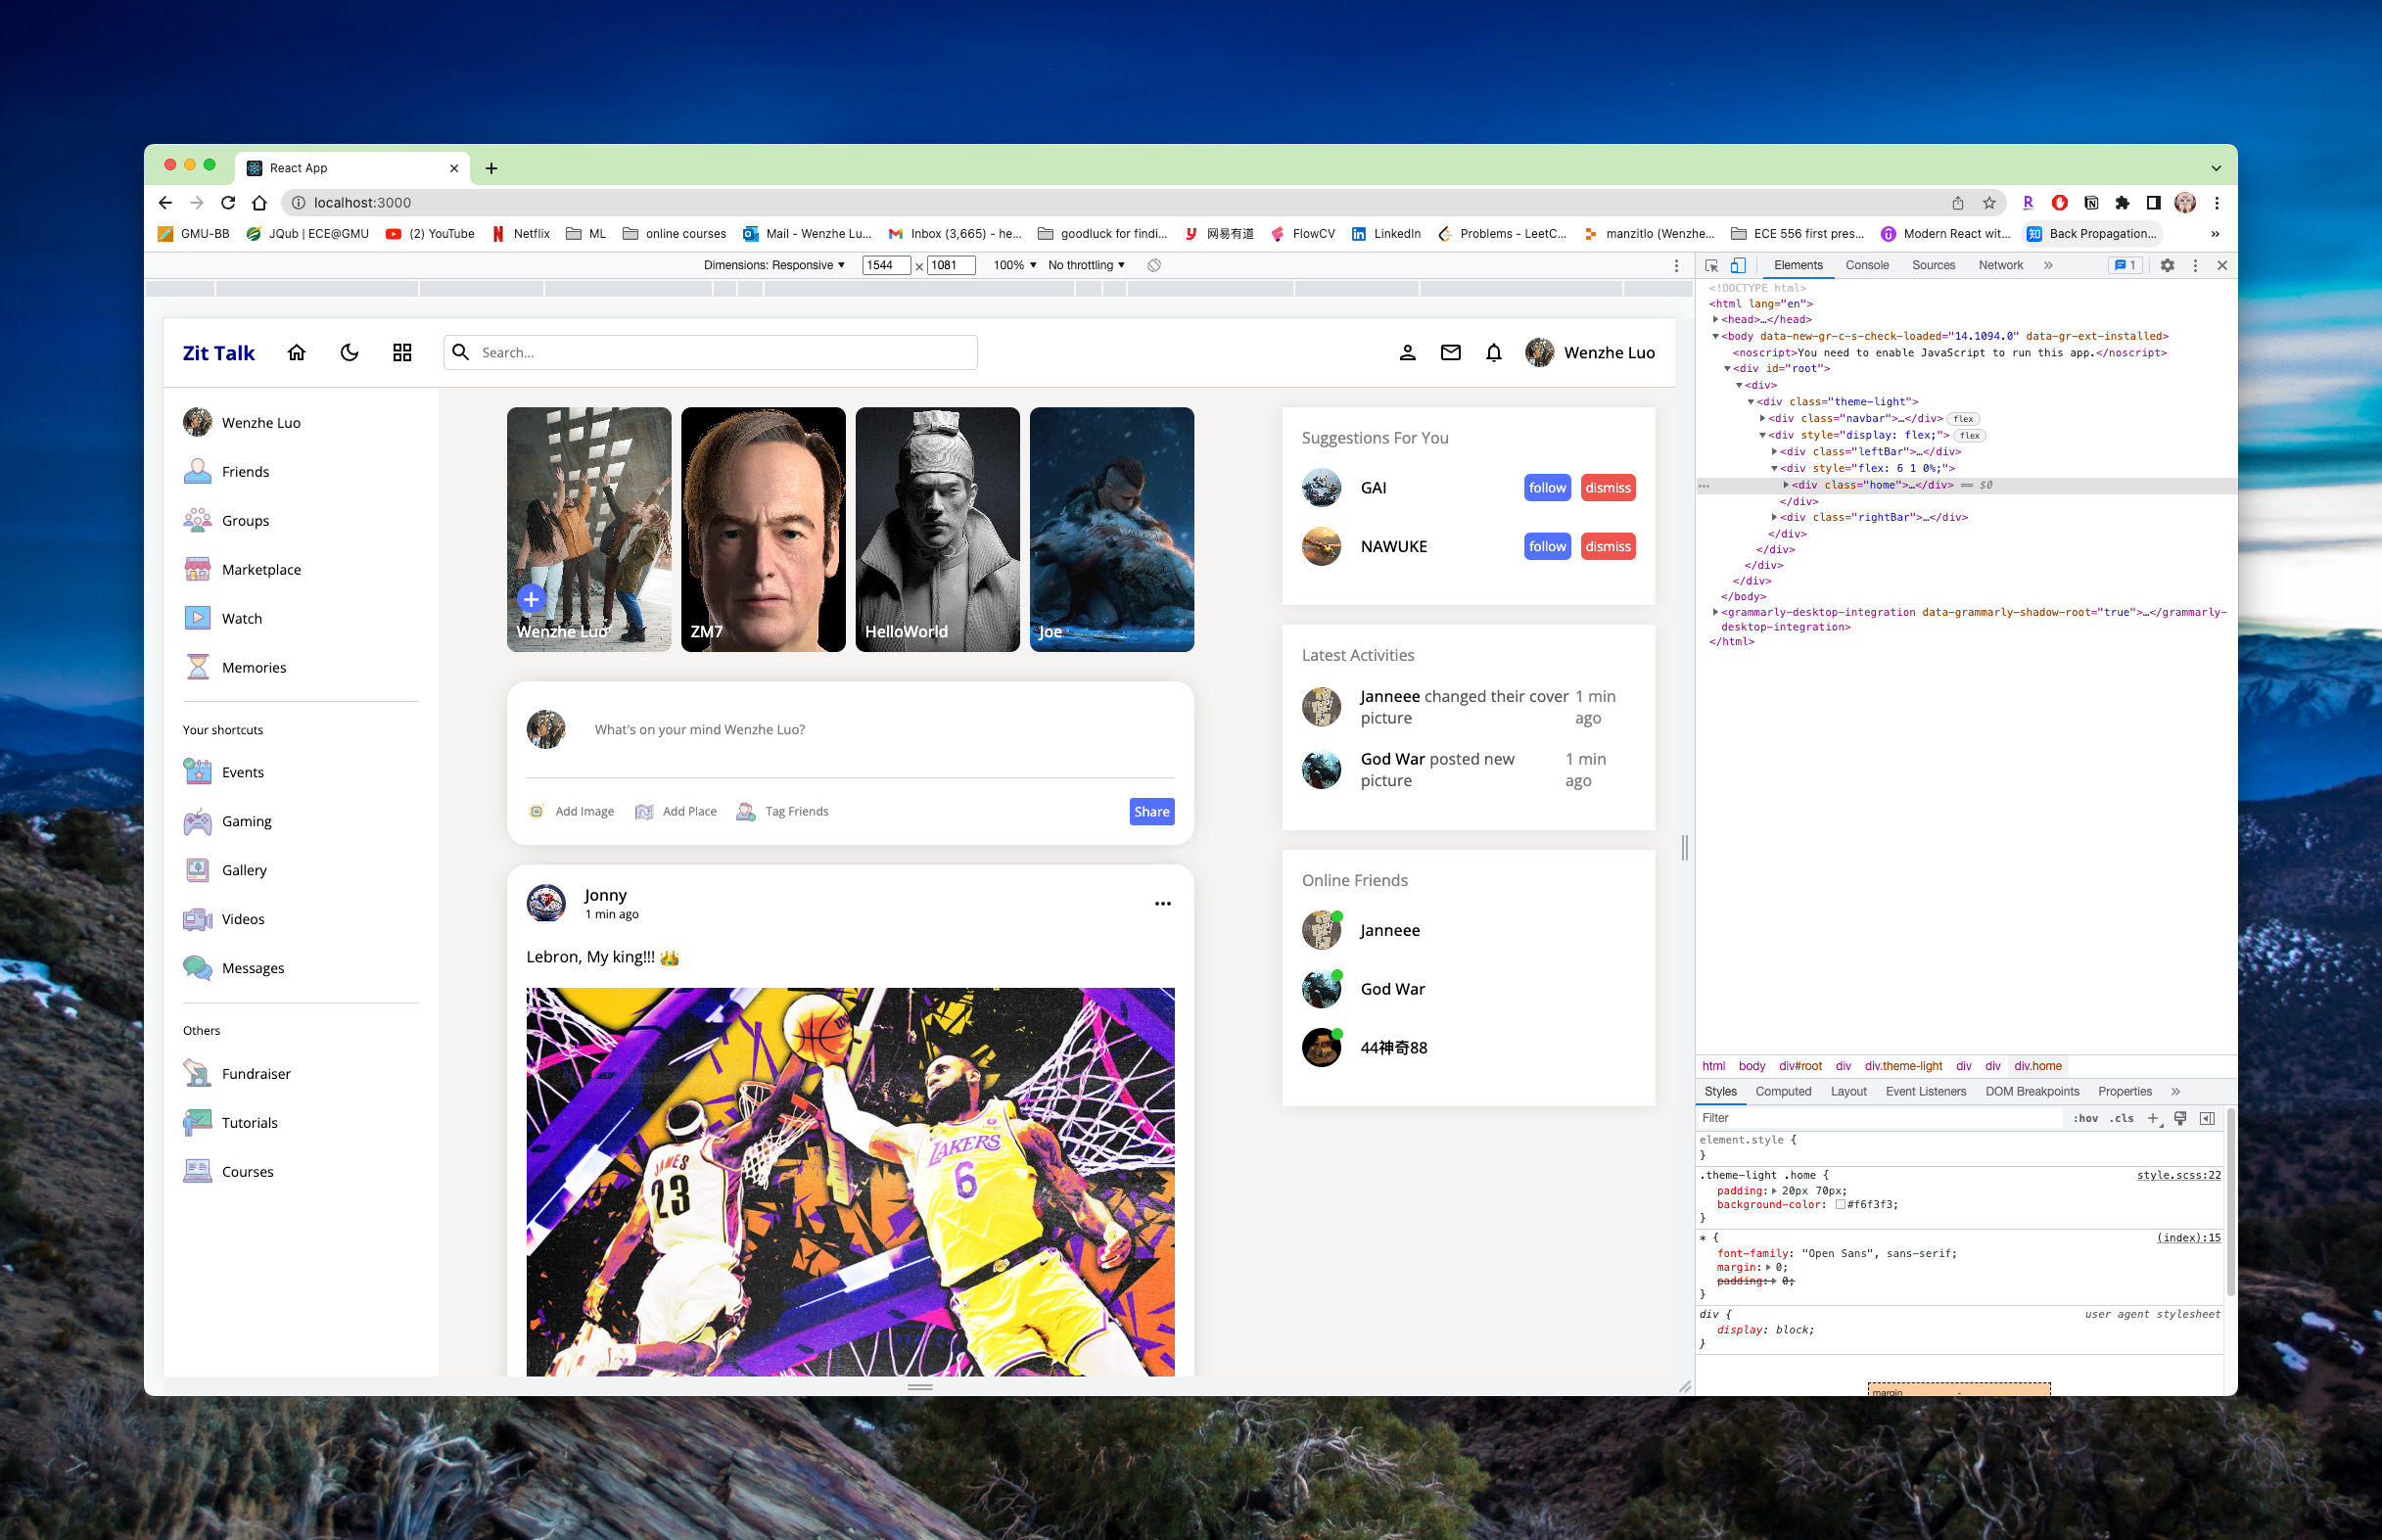 React App
localhost:3000
GMU-BB
JQub | ECE@GMU
(2) YouTube
Netflix
ML
online courses
Mail - Wenzhe Lu...
Inbox (3,665) - he...
goodluck for findi...
网易有道
FlowCV
LinkedIn
Problems - LeetC...
manzitlo (Wenzhe...
ECE 556 first pres...
Modern React wit...
Back Propagation...
»
Dimensions: Responsive
1544 × 1081
100%
No throttling
Zit Talk
Search...
Wenzhe Luo
Wenzhe Luo
Friends
Groups
Marketplace
Watch
Memories
Your shortcuts
Events
Gaming
Gallery
Videos
Messages
Others
Fundraiser
Tutorials
Courses
Wenzhe Luo
ZM7
HelloWorld
Joe
What's on your mind Wenzhe Luo?
Add Image
Add Place
Tag Friends
Share
Jonny
1 min ago
Lebron, My king!!! 👑
JAMES
23
LAKERS
6
Suggestions For You
GAI
follow
dismiss
NAWUKE
follow
dismiss
Latest Activities
Janneee changed their cover
picture
1 min
ago
God War posted new
picture
1 min
ago
Online Friends
Janneee
God War
44神奇88
Elements
Console
Sources
Network
»
1
<!DOCTYPE html>
<html lang="en">
<head>…</head>
<body data-new-gr-c-s-check-loaded="14.1094.0" data-gr-ext-installed>
<noscript>You need to enable JavaScript to run this app.</noscript>
<div id="root">
<div>
<div class="theme-light">
<div class="navbar">…</div> flex
<div style="display: flex;"> flex
<div class="leftBar">…</div>
<div style="flex: 6 1 0%;">
<div class="home">…</div> == $0
</div>
<div class="rightBar">…</div>
</div>
</div>
</div>
</div>
</body>
<grammarly-desktop-integration data-grammarly-shadow-root="true">…</grammarly-
desktop-integration>
</html>
html
body
div#root
div
div.theme-light
div
div
div.home
Styles
Computed
Layout
Event Listeners
DOM Breakpoints
Properties
»
Filter
:hov
.cls
element.style {
}
.theme-light .home {
style.scss:22
padding: 20px 70px;
background-color: #f6f3f3;
}
* {
(index):15
font-family: "Open Sans", sans-serif;
margin: 0;
padding: 0;
}
div {
user agent stylesheet
display: block;
}
margin
-